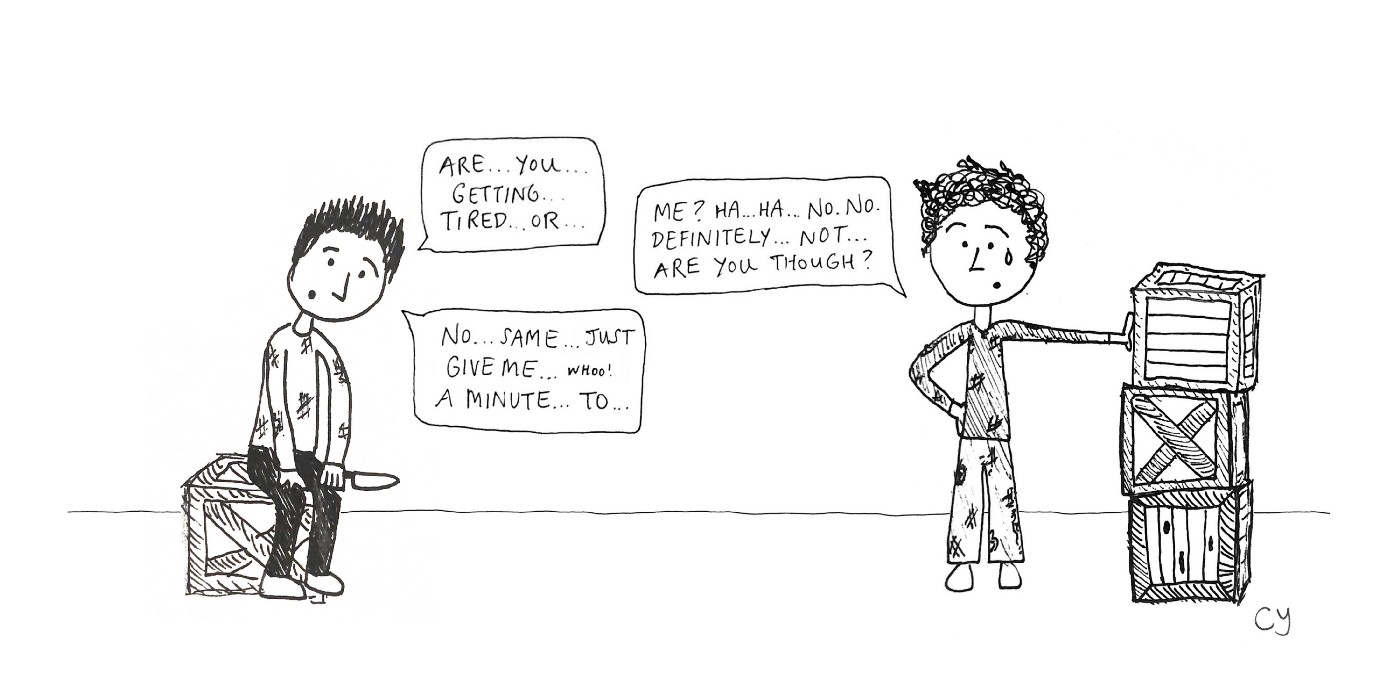 ARE... YOU...
GETTING...
TIRED... OR...
ME? HA...HA... NO. NO.
DEFINITELY... NOT...
ARE YOU THOUGH?
NO... SAME... JUST
GIVE ME... WHOO!
A MINUTE... TO...
CY